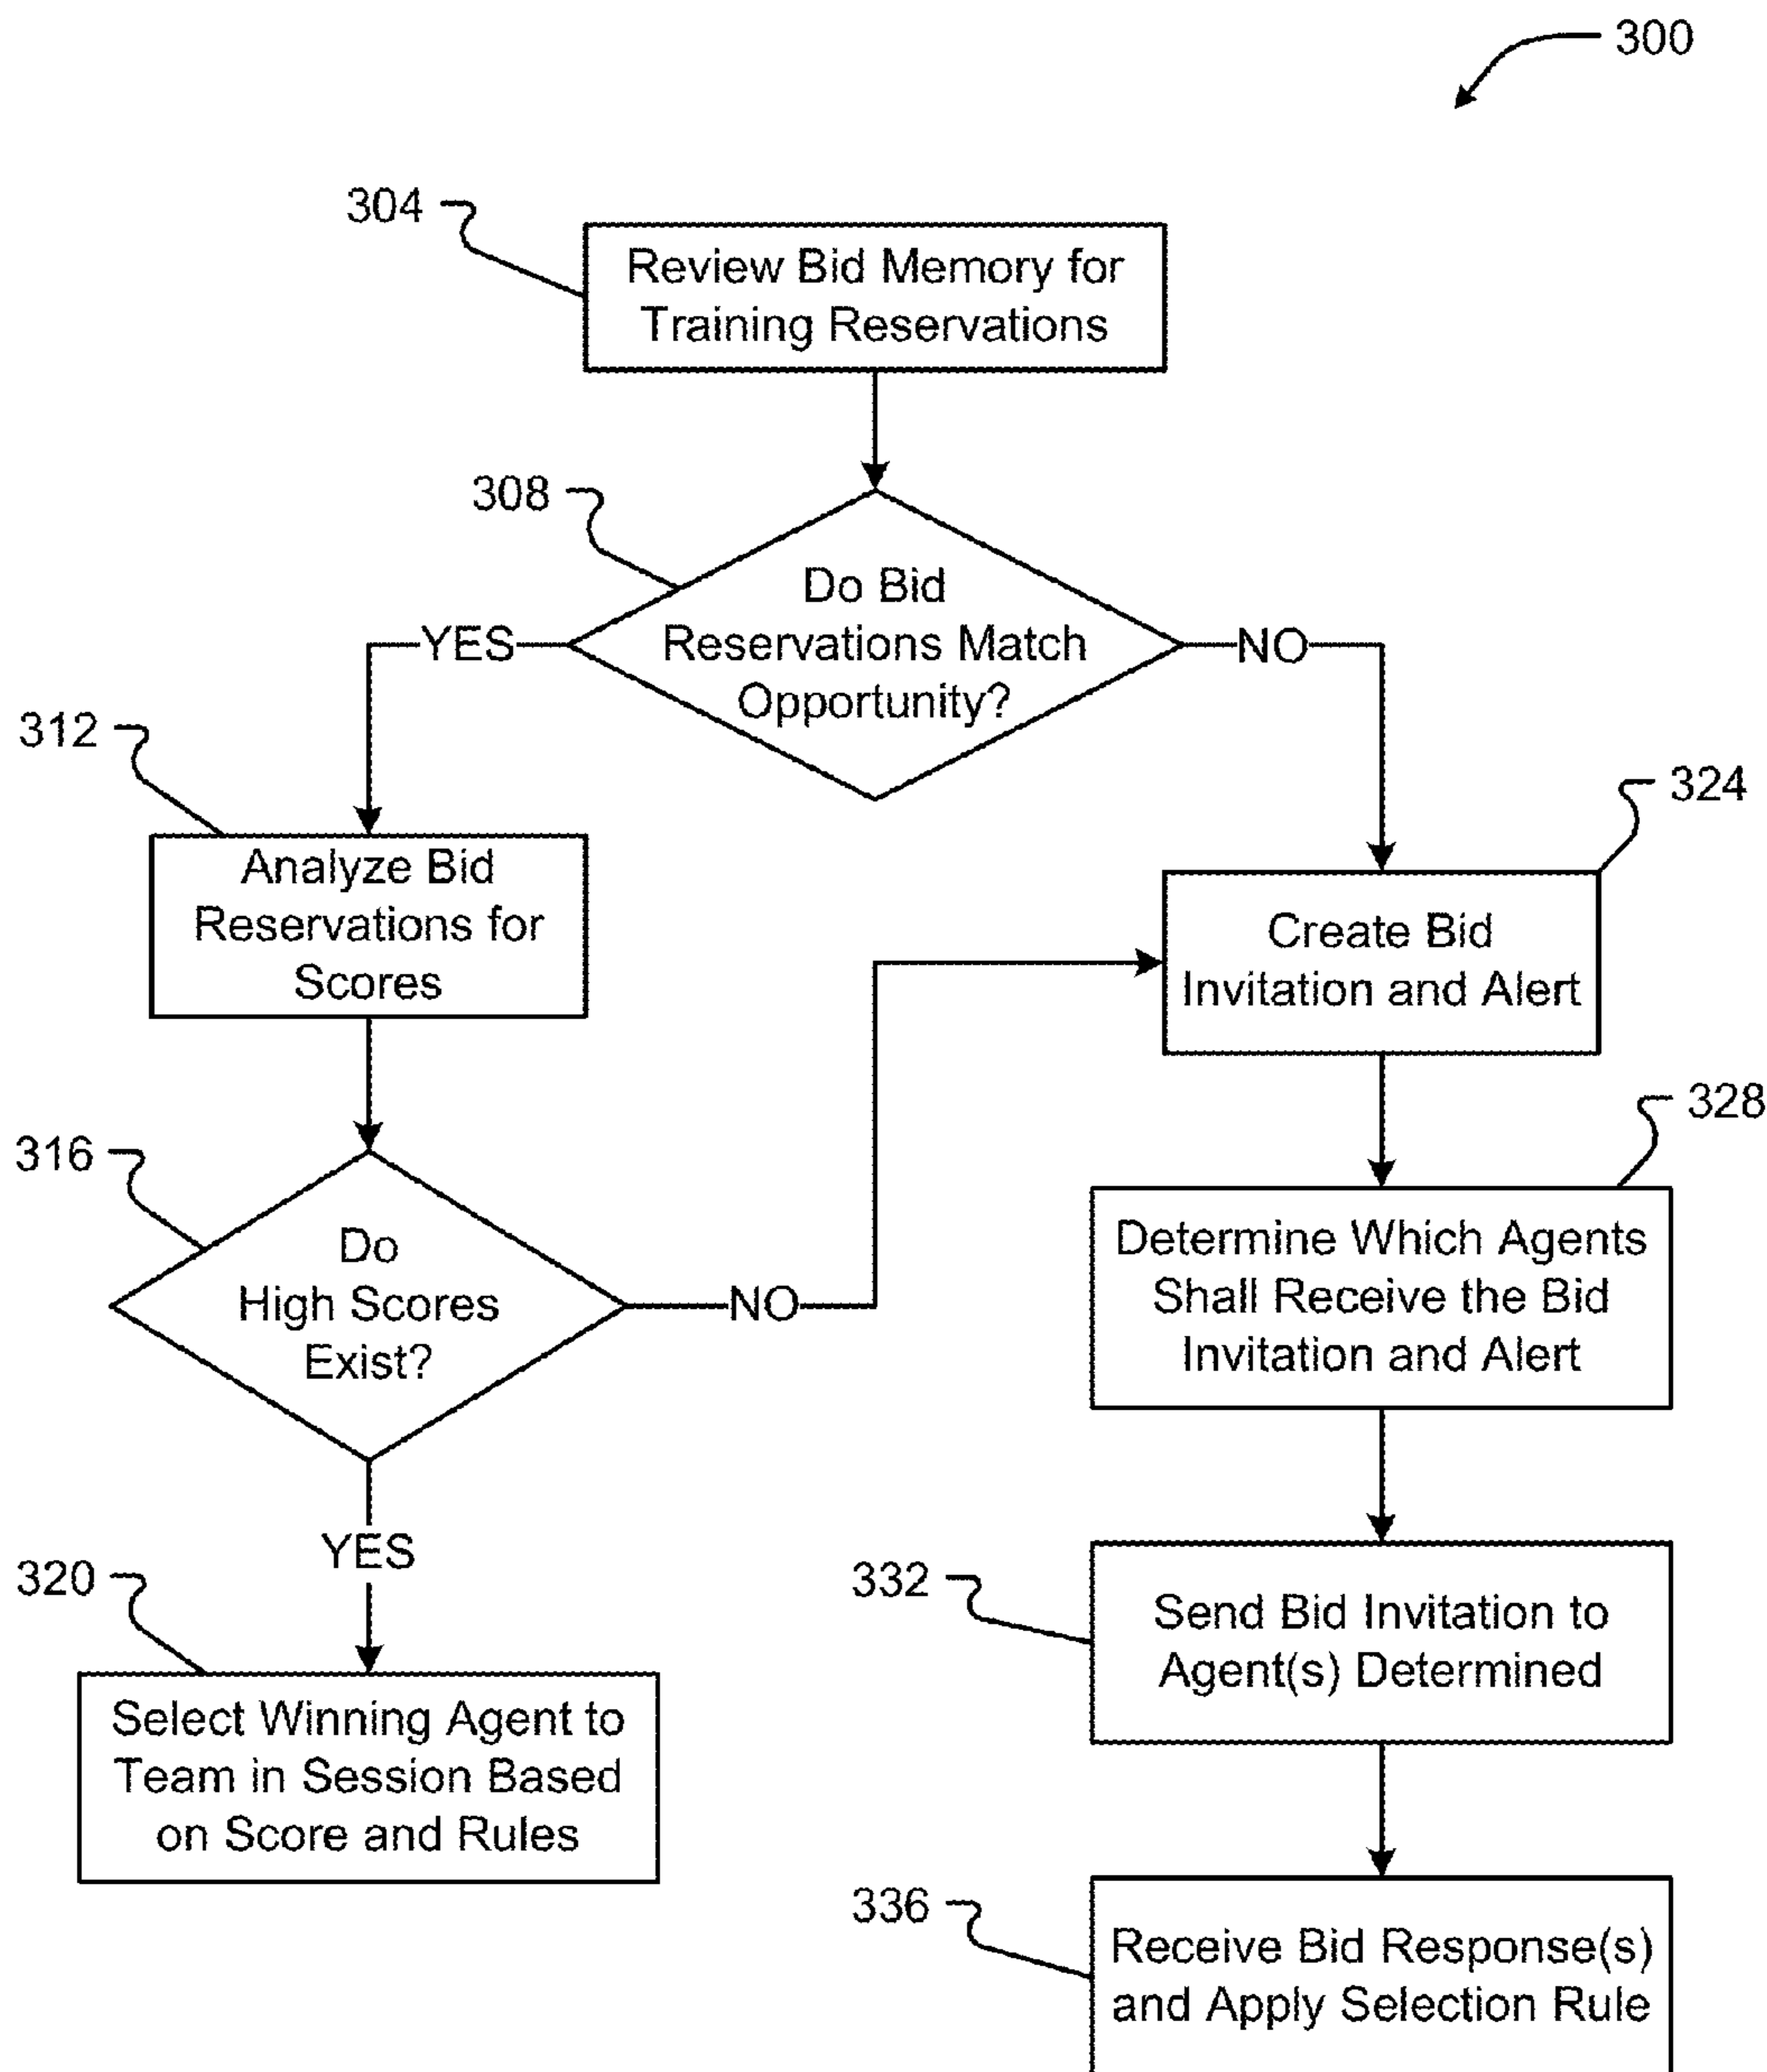 300
304
Review Bid Memory for
Training Reservations
308
Do Bid
Reservations Match
Opportunity?
YES
NO
312
Analyze Bid
Reservations for
Scores
324
Create Bid
Invitation and Alert
316
Do
High Scores
Exist?
NO
YES
328
Determine Which Agents
Shall Receive the Bid
Invitation and Alert
320
Select Winning Agent to
Team in Session Based
on Score and Rules
332
Send Bid Invitation to
Agent(s) Determined
336
Receive Bid Response(s)
and Apply Selection Rule